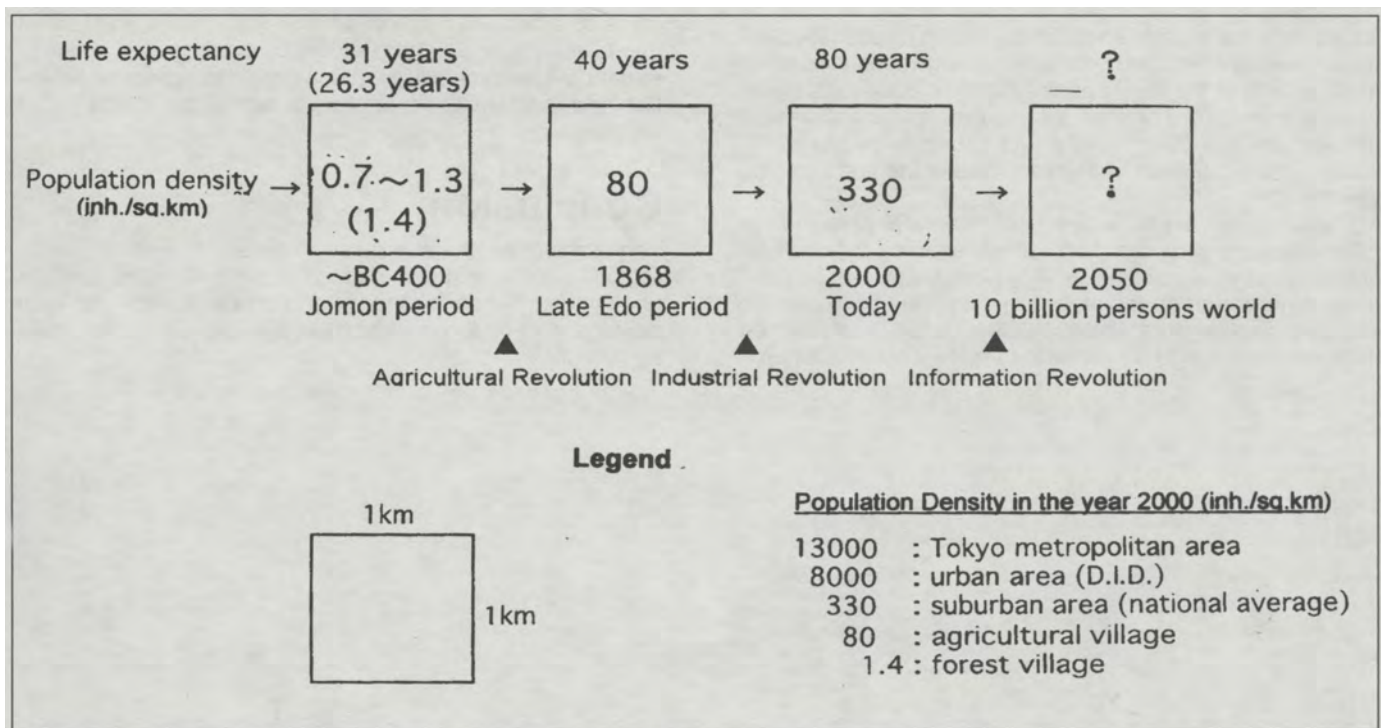 Life expectancy 31 years 40 years 80 years ?
(26.3 years)
Population density → 0.7~1.3 → 80 → 330 → ?
(inh./sq.km) (1.4)
~BC400 1868 2000 2050
Jomon period Late Edo period Today 10 billion persons world
▲ ▲ ▲
Agricultural Revolution Industrial Revolution Information Revolution
Legend
1km
1km
Population Density in the year 2000 (inh./sq.km)
13000 : Tokyo metropolitan area
8000 : urban area (D.I.D.)
330 : suburban area (national average)
80 : agricultural village
1.4 : forest village